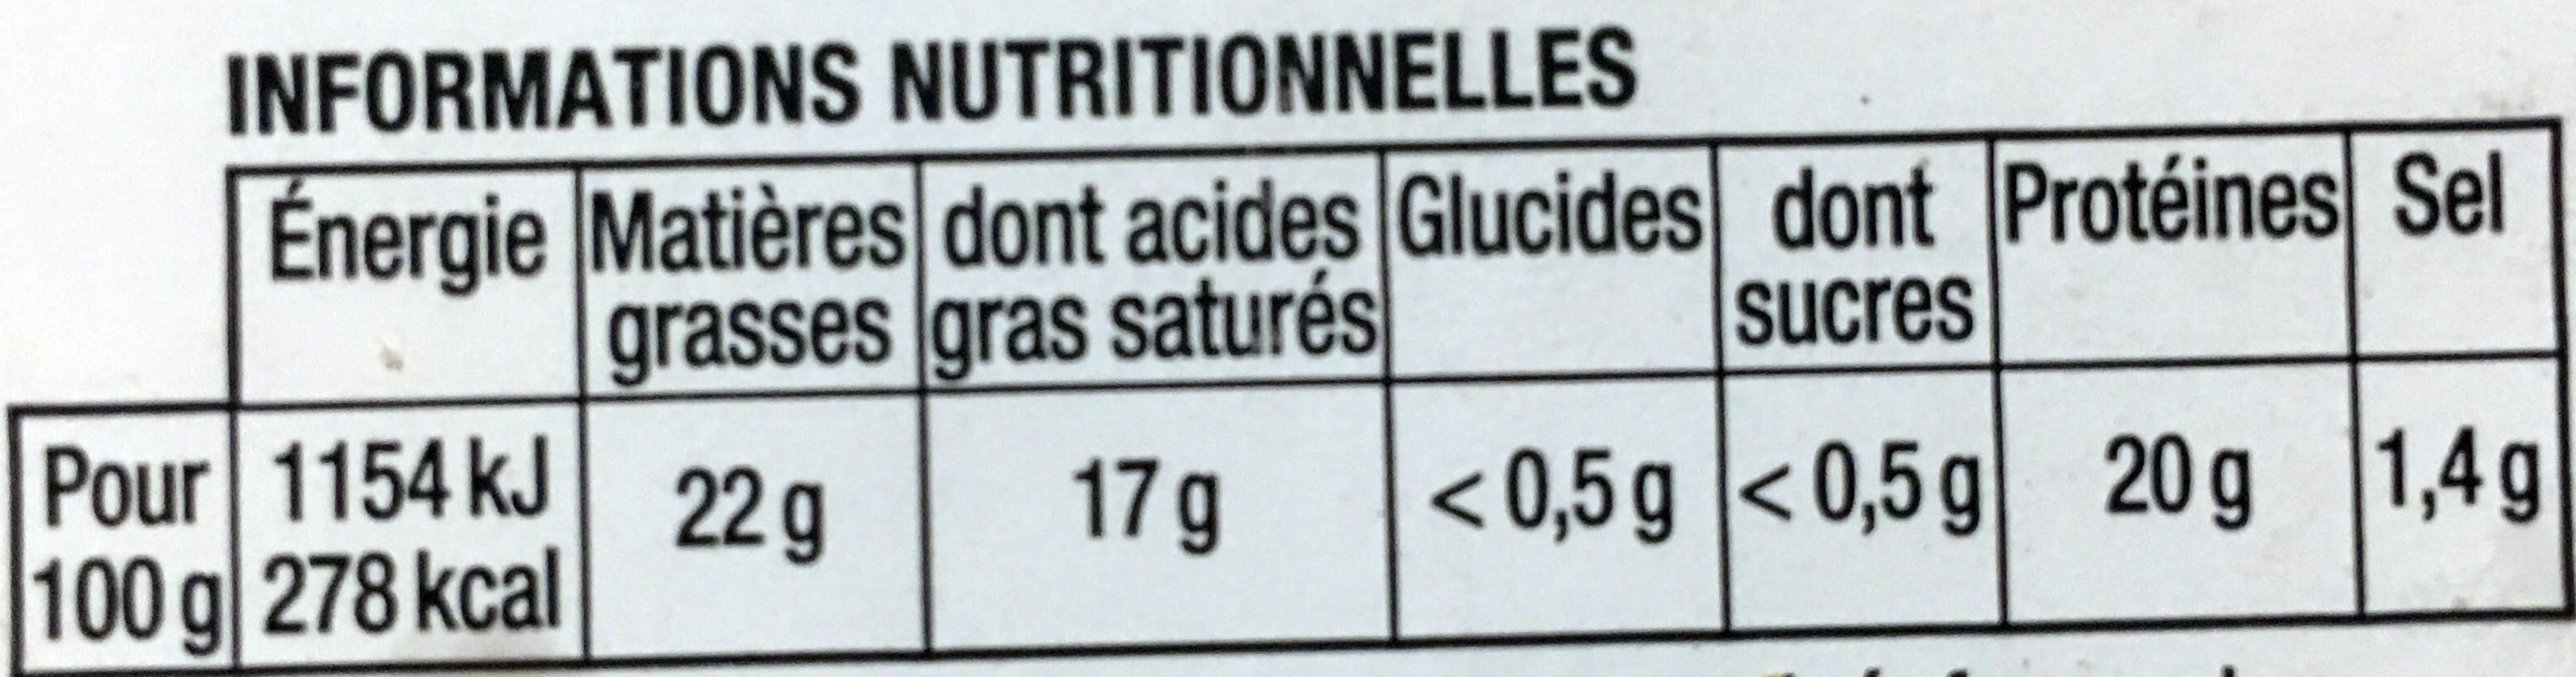 INFORMATIONS NUTRITIONNELLES
Énergie Matières dont acides Glucides dont Protéines Sel
grasses gras saturés sucres
Pour 1154 kJ 22 g 17 g < 0,5 g < 0,5 g 20 g 1,4 g
100 g 278 kcal